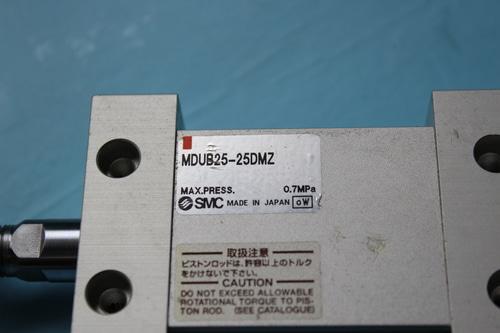 MDUB25-25DMZ
MAX.PRESS. 0.7MPa
SMC MADE IN JAPAN oW
取扱注意
ピストンロッドは、許容以上のトルク
をかけないで下さい。
CAUTION
DO NOT EXCEED ALLOWABLE
ROTATIONAL TORQUE TO PIS-
TON ROD. (SEE CATALOGUE)